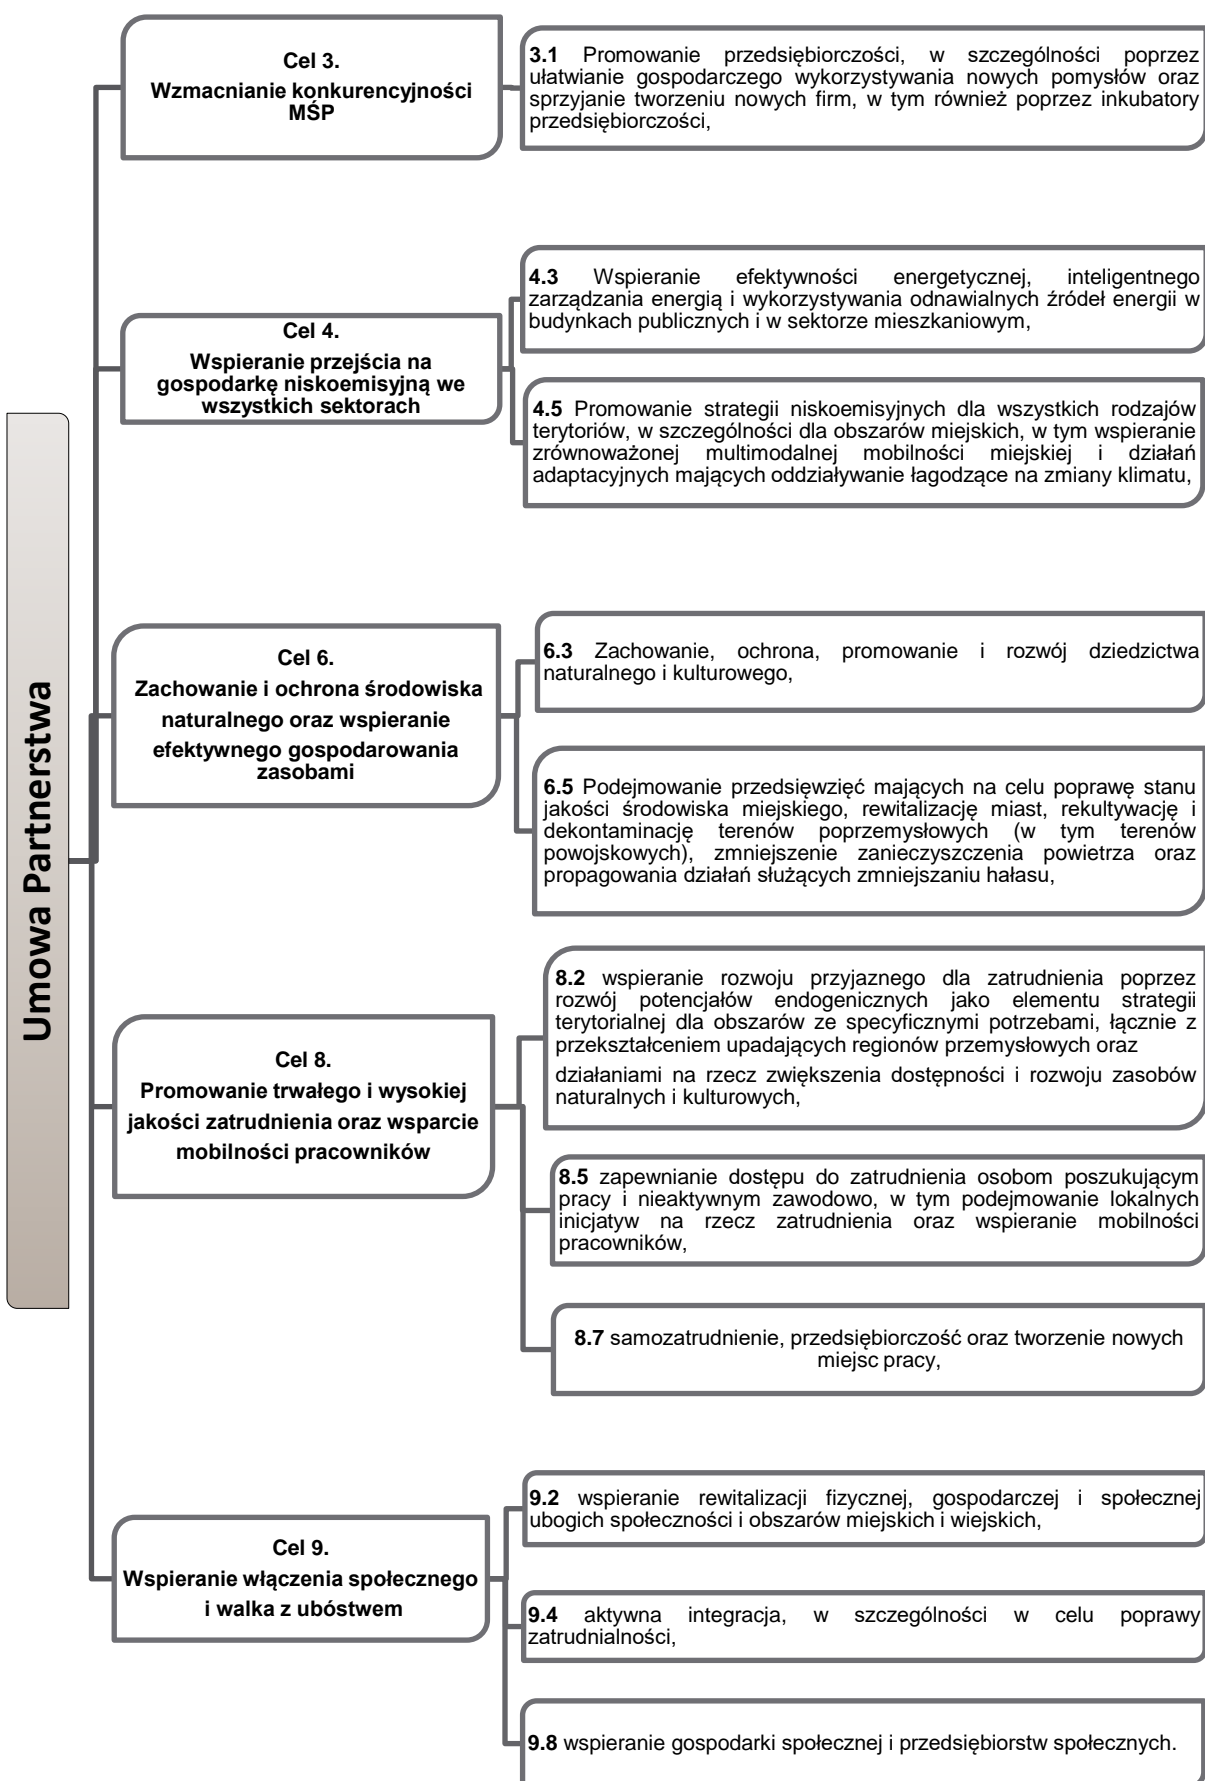 Umowa Partnerstwa
Cel 3.
Wzmacnianie konkurencyjności
MŚP
3.1 Promowanie przedsiębiorczości, w szczególności poprzez
ułatwianie gospodarczego wykorzystywania nowych pomysłów oraz
sprzyjanie tworzeniu nowych firm, w tym również poprzez inkubatory
przedsiębiorczości,
Cel 4.
Wspieranie przejścia na
gospodarkę niskoemisyjną we
wszystkich sektorach
4.3 Wspieranie efektywności energetycznej, inteligentnego
zarządzania energią i wykorzystywania odnawialnych źródeł energii w
budynkach publicznych i w sektorze mieszkaniowym,
4.5 Promowanie strategii niskoemisyjnych dla wszystkich rodzajów
terytoriów, w szczególności dla obszarów miejskich, w tym wspieranie
zrównoważonej multimodalnej mobilności miejskiej i działań
adaptacyjnych mających oddziaływanie łagodzące na zmiany klimatu,
Cel 6.
Zachowanie i ochrona środowiska
naturalnego oraz wspieranie
efektywnego gospodarowania
zasobami
6.3 Zachowanie, ochrona, promowanie i rozwój dziedzictwa
naturalnego i kulturowego,
6.5 Podejmowanie przedsięwzięć mających na celu poprawę stanu
jakości środowiska miejskiego, rewitalizację miast, rekultywację i
dekontaminację terenów poprzemysłowych (w tym terenów
powojskowych), zmniejszenie zanieczyszczenia powietrza oraz
propagowania działań służących zmniejszaniu hałasu,
Cel 8.
Promowanie trwałego i wysokiej
jakości zatrudnienia oraz wsparcie
mobilności pracowników
8.2 wspieranie rozwoju przyjaznego dla zatrudnienia poprzez
rozwój potencjałów endogenicznych jako elementu strategii
terytorialnej dla obszarów ze specyficznymi potrzebami, łącznie z
przekształceniem upadających regionów przemysłowych oraz
działaniami na rzecz zwiększenia dostępności i rozwoju zasobów
naturalnych i kulturowych,
8.5 zapewnianie dostępu do zatrudnienia osobom poszukującym
pracy i nieaktywnym zawodowo, w tym podejmowanie lokalnych
inicjatyw na rzecz zatrudnienia oraz wspieranie mobilności
pracowników,
8.7 samozatrudnienie, przedsiębiorczość oraz tworzenie nowych
miejsc pracy,
Cel 9.
Wspieranie włączenia społecznego
i walka z ubóstwem
9.2 wspieranie rewitalizacji fizycznej, gospodarczej i społecznej
ubogich społeczności i obszarów miejskich i wiejskich,
9.4 aktywna integracja, w szczególności w celu poprawy
zatrudnialności,
9.8 wspieranie gospodarki społecznej i przedsiębiorstw społecznych.